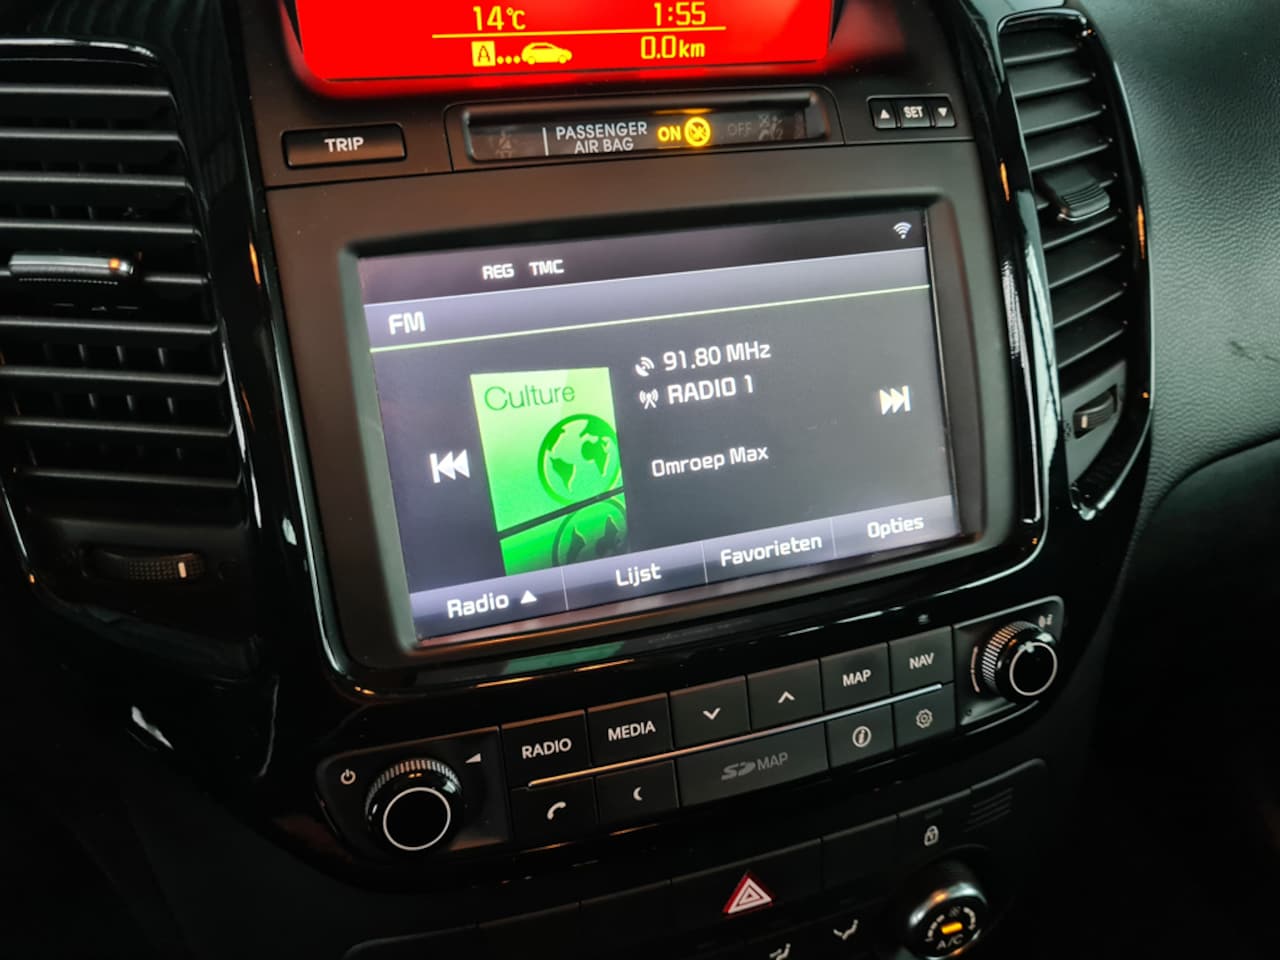 14°C 1:55
A... 0.0km
TRIP
PASSENGER AIR BAG ON OFF
SET
REG TMC
FM
Culture
91.80 MHz
RADIO 1
Omroep Max
Radio Lijst Favorieten Opties
RADIO MEDIA MAP NAV
SD MAP
A/C